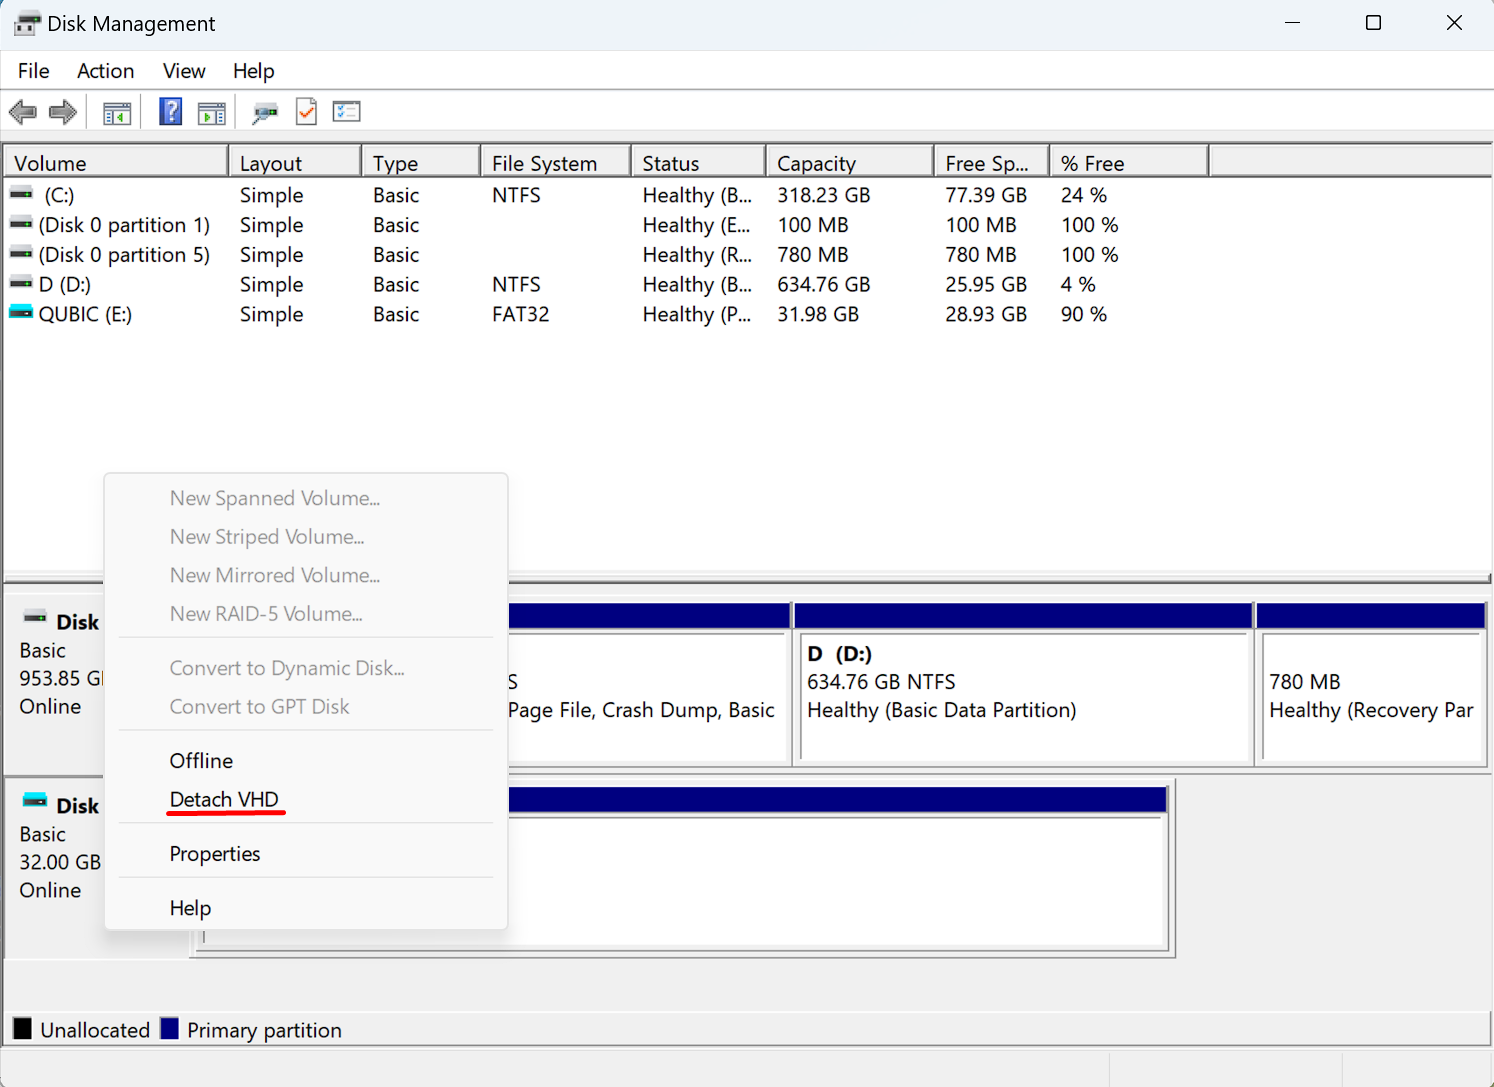 Disk Management
File Action View Help
Volume Layout Type File System Status Capacity Free Sp... % Free
(C:) Simple Basic NTFS Healthy (B... 318.23 GB 77.39 GB 24 %
(Disk 0 partition 1) Simple Basic Healthy (E... 100 MB 100 MB 100 %
(Disk 0 partition 5) Simple Basic Healthy (R... 780 MB 780 MB 100 %
D (D:) Simple Basic NTFS Healthy (B... 634.76 GB 25.95 GB 4 %
QUBIC (E:) Simple Basic FAT32 Healthy (P... 31.98 GB 28.93 GB 90 %
New Spanned Volume...
New Striped Volume...
New Mirrored Volume...
New RAID-5 Volume...
Convert to Dynamic Disk...
Convert to GPT Disk
Offline
Detach VHD
Properties
Help
Disk
Basic
953.85 G
Online
S
Page File, Crash Dump, Basic
D (D:)
634.76 GB NTFS
Healthy (Basic Data Partition)
780 MB
Healthy (Recovery Par
Disk
Basic
32.00 GB
Online
Unallocated Primary partition